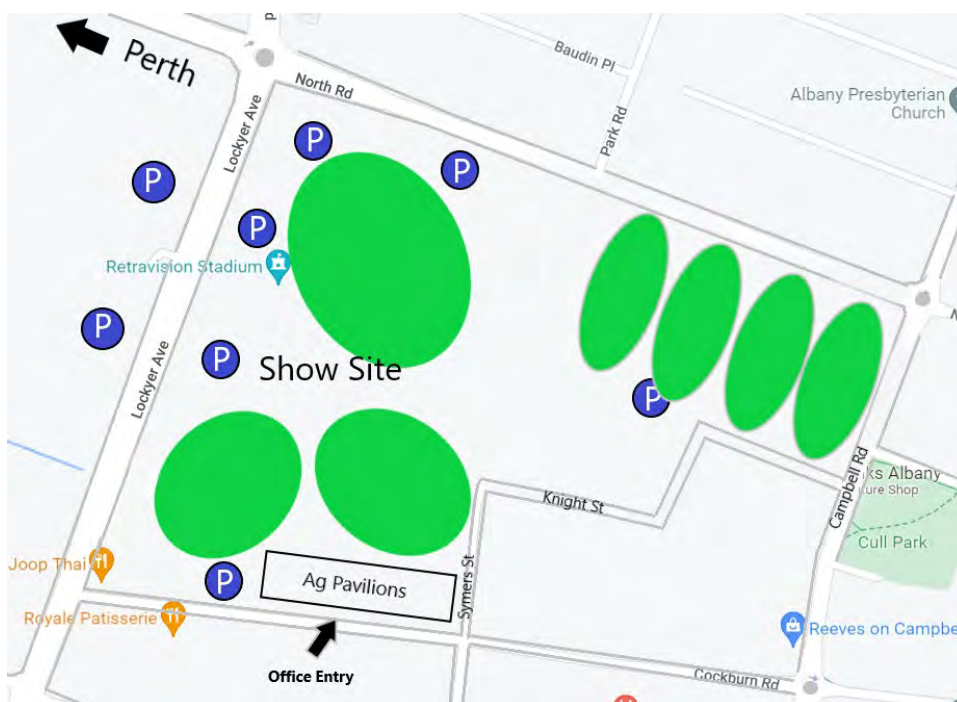 Perth
Lockyer Ave
North Rd
Baudin Pl
Park Rd
Albany Presbyterian
Church
P
P
P
P
Retravision Stadium
P
P
Show Site
P
Lockyer Ave
Campbell Rd
ks Albany
ure Shop
Knight St
Cull Park
Joop Thai
P
Ag Pavilions
Symers St
Royale Patisserie
Reeves on Campbe
Office Entry
Cockburn Rd